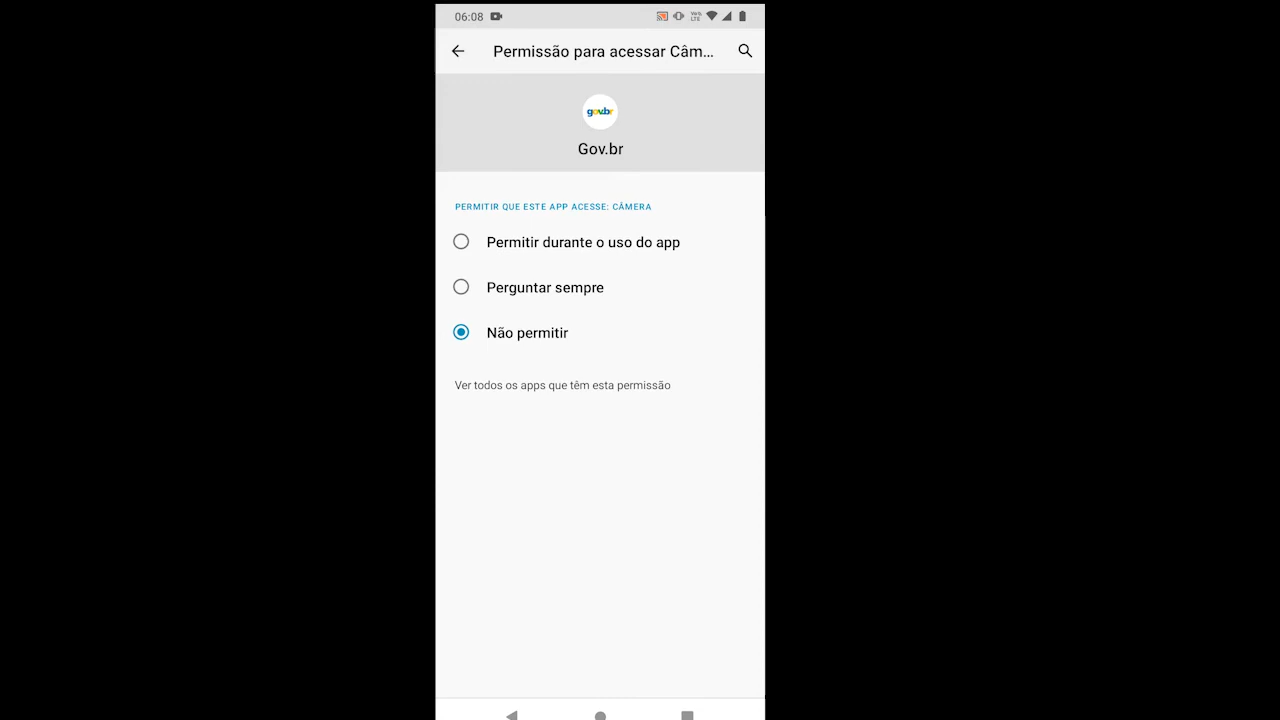 06:08
VoLTE
Permissão para acessar Câm...
gov.br
Gov.br
PERMITIR QUE ESTE APP ACESSE: CÂMERA
Permitir durante o uso do app
Perguntar sempre
Não permitir
Ver todos os apps que têm esta permissão